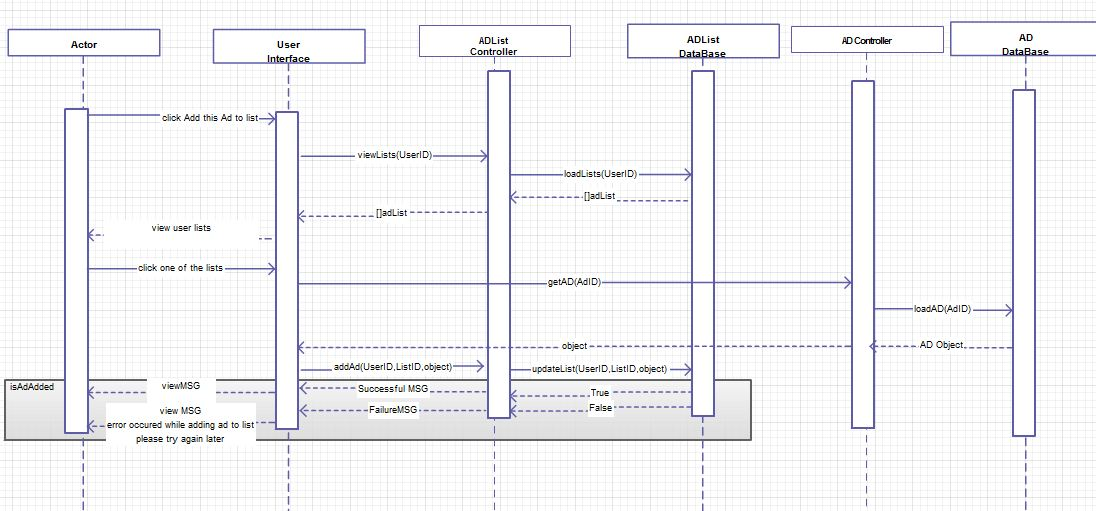 Actor
User
Interface
ADList
Controller
ADList
DataBase
AD Controller
AD
DataBase
click Add this Ad to list
viewLists(UserID)
loadLists(UserID)
[]adList
[]adList
view user lists
click one of the lists
getAD(AdID)
loadAD(AdID)
AD Object
object
addAd(UserID,ListID,object)
updateList(UserID,ListID,object)
isAdAdded
viewMSG
Successful MSG
True
view MSG
error occured while adding ad to list
please try again later
FailureMSG
False